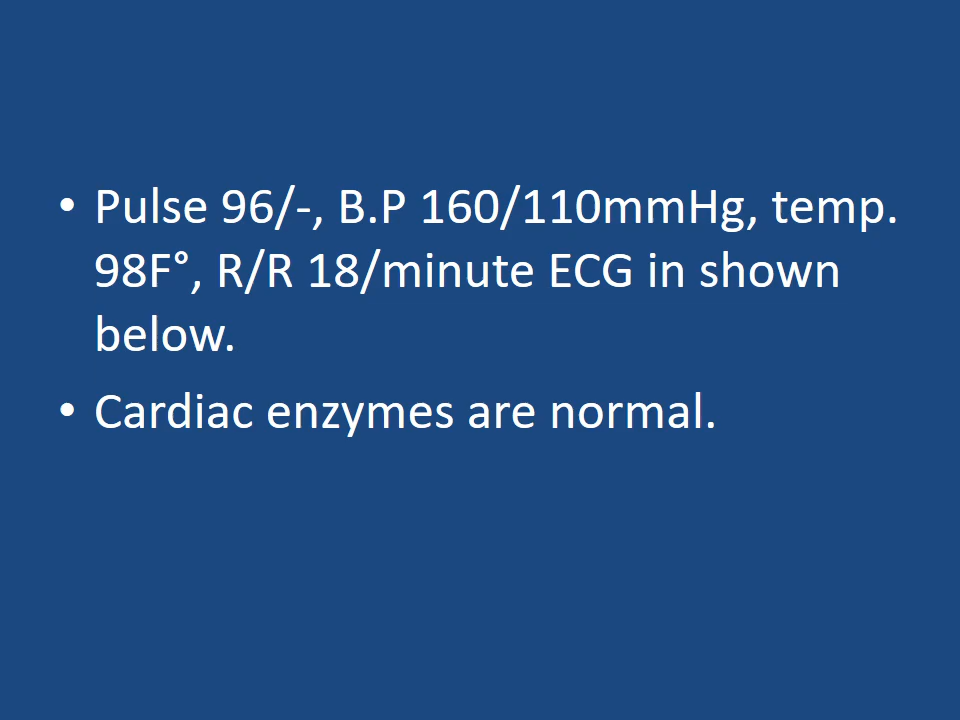 • Pulse 96/-, B.P 160/110mmHg, temp.
98F°, R/R 18/minute ECG in shown
below.
• Cardiac enzymes are normal.